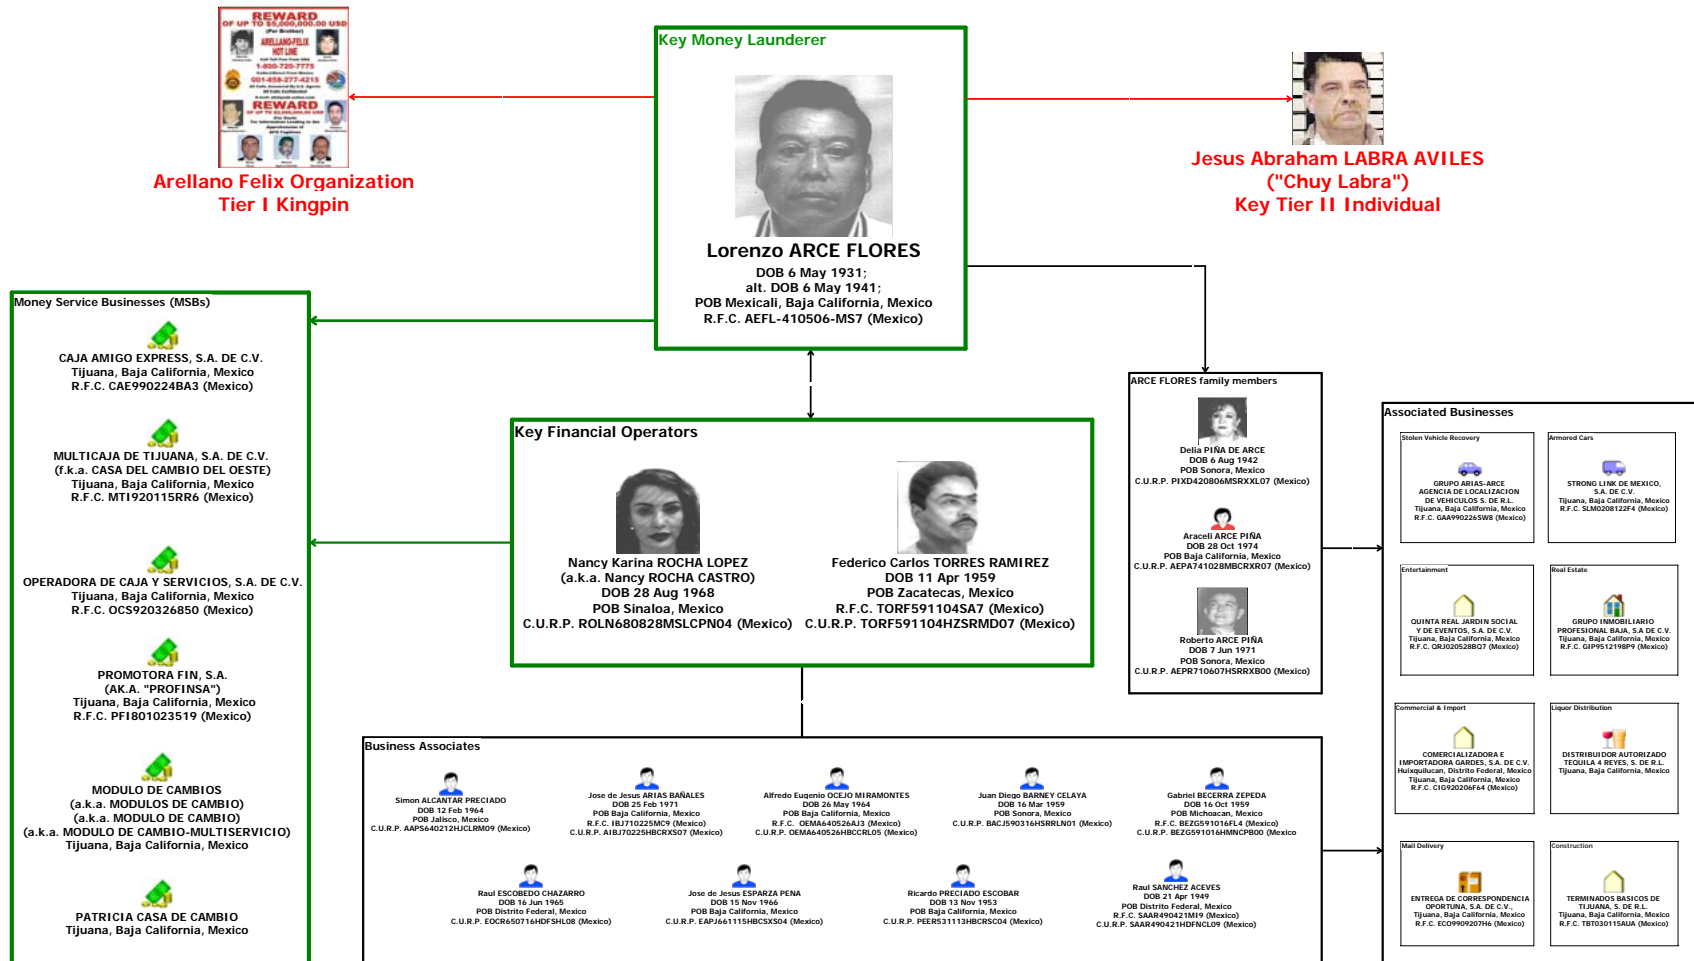 REWARD
OF UP TO $5,000,000.00 USD
(Per Brother)
ARELLANO-FELIX
HOT LINE
Call Toll Free From USA
1-800-720-7775
001-858-277-4215
REWARD
Arellano Felix Organization
Tier I Kingpin
Key Money Launderer
Lorenzo ARCE FLORES
DOB 6 May 1931;
alt. DOB 6 May 1941;
POB Mexicali, Baja California, Mexico
R.F.C. AEFL-410506-MS7 (Mexico)
Jesus Abraham LABRA AVILES
("Chuy Labra")
Key Tier II Individual
Money Service Businesses (MSBs)
CAJA AMIGO EXPRESS, S.A. DE C.V.
Tijuana, Baja California, Mexico
R.F.C. CAE990224BA3 (Mexico)
MULTICAJA DE TIJUANA, S.A. DE C.V.
(f.k.a. CASA DEL CAMBIO DEL OESTE)
Tijuana, Baja California, Mexico
R.F.C. MTI920115RR6 (Mexico)
OPERADORA DE CAJA Y SERVICIOS, S.A. DE C.V.
Tijuana, Baja California, Mexico
R.F.C. OCS920326850 (Mexico)
PROMOTORA FIN, S.A.
(AK.A. "PROFINSA")
Tijuana, Baja California, Mexico
R.F.C. PFI801023519 (Mexico)
MODULO DE CAMBIOS
(a.k.a. MODULOS DE CAMBIO)
(a.k.a. MODULO DE CAMBIO)
(a.k.a. MODULO DE CAMBIO-MULTISERVICIO)
Tijuana, Baja California, Mexico
PATRICIA CASA DE CAMBIO
Tijuana, Baja California, Mexico
Key Financial Operators
Nancy Karina ROCHA LOPEZ
(a.k.a. Nancy ROCHA CASTRO)
DOB 28 Aug 1968
POB Sinaloa, Mexico
C.U.R.P. ROLN680828MSLCPN04 (Mexico)
Federico Carlos TORRES RAMIREZ
DOB 11 Apr 1959
POB Zacatecas, Mexico
R.F.C. TORF591104SA7 (Mexico)
C.U.R.P. TORF591104HZSRMD07 (Mexico)
ARCE FLORES family members
Delia PIÑA DE ARCE
DOB 6 Aug 1942
POB Sonora, Mexico
C.U.R.P. PIXD420806MSRXXL07 (Mexico)
Araceli ARCE PIÑA
DOB 28 Oct 1974
POB Baja California, Mexico
C.U.R.P. AEPA741028MBCRXR07 (Mexico)
Roberto ARCE PIÑA
DOB 7 Jun 1971
POB Sonora, Mexico
C.U.R.P. AEPR710607HSRRXB00 (Mexico)
Business Associates
Simon ALCANTAR PRECIADO
DOB 12 Feb 1964
POB Jalisco, Mexico
C.U.R.P. AAPS640212HJCLRM09 (Mexico)
Jose de Jesus ARIAS BAÑALES
DOB 25 Feb 1971
R.F.C. IBJ710225MC9 (Mexico)
C.U.R.P. AIBJ70225HBCRXS07 (Mexico)
Alfredo Eugenio OCEJO MIRAMONTES
DOB 26 May 1964
POB Baja California, Mexico
R.F.C. OEMA640526AJ3 (Mexico)
C.U.R.P. OEMA640526HBCCRL05 (Mexico)
Juan Diego BARNEY CELAYA
DOB 16 Mar 1959
POB Sonora, Mexico
C.U.R.P. BACJ590316HSRRLN01 (Mexico)
Gabriel BECERRA ZEPEDA
DOB 16 Oct 1959
POB Michoacan, Mexico
R.F.C. BEZG591016FL4 (Mexico)
C.U.R.P. BEZG591016HMNCPB00 (Mexico)
Raul ESCOBEDO CHAZARRO
DOB 16 Jun 1965
POB Distrito Federal, Mexico
C.U.R.P. EOCR650716HDFSHL08 (Mexico)
Jose de Jesus ESPARZA PENA
DOB 15 Nov 1966
POB Baja California, Mexico
C.U.R.P. EAPJ661115HBCSXS04 (Mexico)
Ricardo PRECIADO ESCOBAR
DOB 13 Nov 1953
POB Baja California, Mexico
C.U.R.P. PEER531113HBCRSC04 (Mexico)
Raul SANCHEZ ACEVES
DOB 21 Apr 1949
POB Distrito Federal, Mexico
R.F.C. SAAR490421MI9 (Mexico)
C.U.R.P. SAAR490421HDFNCL09 (Mexico)
Associated Businesses
Stolen Vehicle Recovery
GRUPO ARIAS-ARCE
AGENCIA DE LOCALIZACION
DE VEHICULOS S. DE R.L.
Tijuana, Baja California, Mexico
R.F.C. GAA990226SW8 (Mexico)
Armored Cars
STRONG LINK DE MEXICO,
S.A. DE C.V.
Tijuana, Baja California, Mexico
R.F.C. SLM0208122F4 (Mexico)
Entertainment
QUINTA REAL JARDIN SOCIAL
Y DE EVENTOS, S.A. DE C.V.
Tijuana, Baja California, Mexico
R.F.C. QRJ020528BQ7 (Mexico)
Real Estate
GRUPO INMOBILIARIO
PROFESIONAL BAJA, S.A DE C.V.
Tijuana, Baja California, Mexico
R.F.C. GIP9512198P9 (Mexico)
Commercial & Import
COMERCIALIZADORA E
IMPORTADORA GARDES, S.A. DE C.V.
Huixquilucan, Distrito Federal, Mexico
Tijuana, Baja California, Mexico
R.F.C. CIG920206F64 (Mexico)
Liquor Distribution
DISTRIBUIDOR AUTORIZADO
TEQUILA 4 REYES, S. DE R.L.
Tijuana, Baja California, Mexico
Mail Delivery
ENTREGA DE CORRESPONDENCIA
OPORTUNA, S.A. DE C.V.,
Tijuana, Baja California, Mexico
R.F.C. ECO9909207H6 (Mexico)
Construction
TERMINADOS BASICOS DE
TIJUANA, S. DE R.L.
Tijuana, Baja California, Mexico
R.F.C. TBT030115AUA (Mexico)